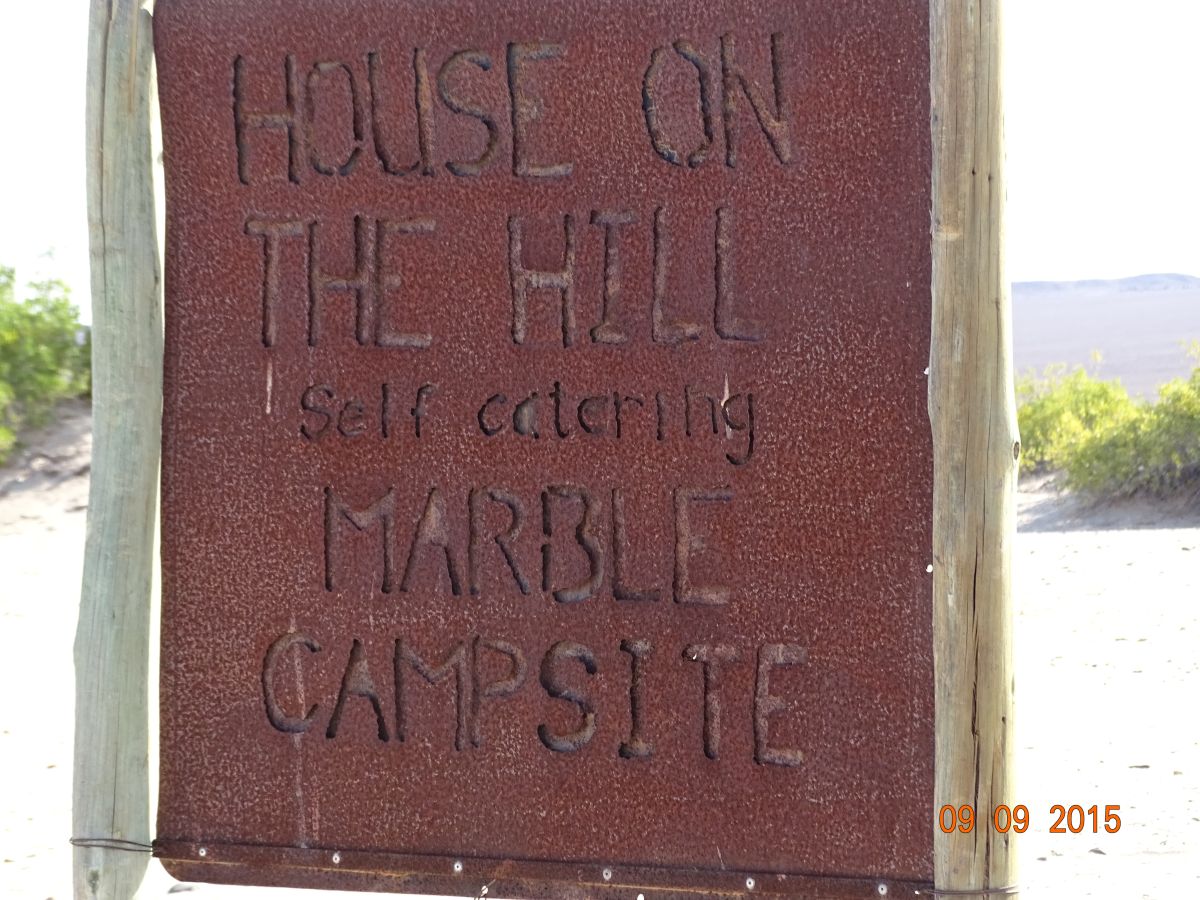 HOUSE ON
THE HILL
Self catering
MARBLE
CAMPSITE
09 09 2015